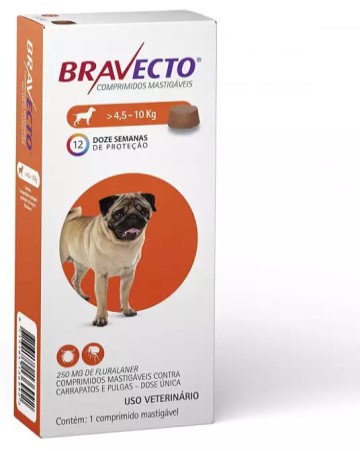 BRAVECTO
COMPRIMIDOS MASTIGÁVEIS
> 4,5 – 10 Kg
12 DOZE SEMANAS
DE PROTEÇÃO
250 MG DE FLURALANER
COMPRIMIDOS MASTIGÁVEIS CONTRA
CARRAPATOS E PULGAS – DOSE ÚNICA
USO VETERINÁRIO
Contém: 1 comprimido mastigável
BRAVECTO